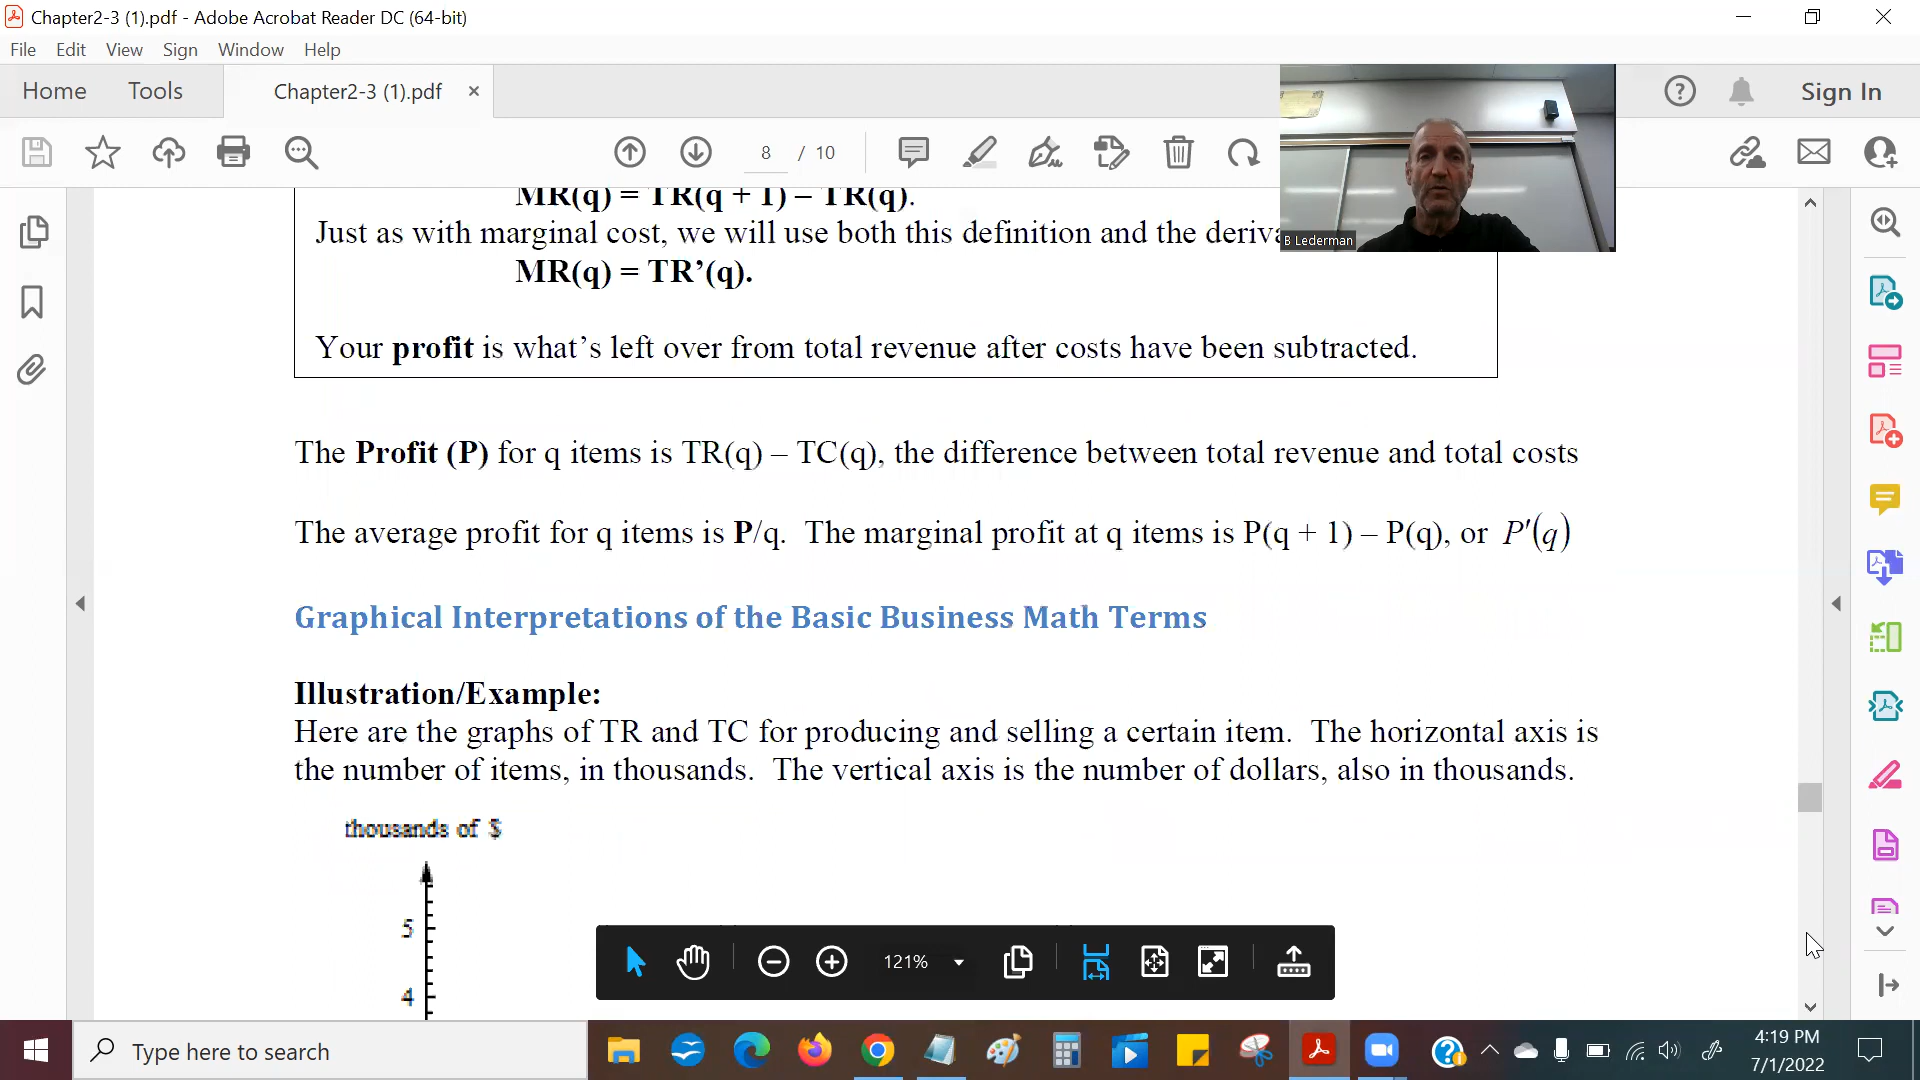 Chapter2-3 (1).pdf - Adobe Acrobat Reader DC (64-bit)
File Edit View Sign Window Help
Home Tools Chapter2-3 (1).pdf × Sign In
8 / 10
MR(q) = TR(q + 1) – TR(q).
Just as with marginal cost, we will use both this definition and the deriva
B Lederman
MR(q) = TR’(q).
Your profit is what’s left over from total revenue after costs have been subtracted.
The Profit (P) for q items is TR(q) – TC(q), the difference between total revenue and total costs
The average profit for q items is P/q. The marginal profit at q items is P(q + 1) – P(q), or P′(q)
Graphical Interpretations of the Basic Business Math Terms
Illustration/Example:
Here are the graphs of TR and TC for producing and selling a certain item. The horizontal axis is
the number of items, in thousands. The vertical axis is the number of dollars, also in thousands.
thousands of $
5
4
121%
Type here to search
4:19 PM
7/1/2022